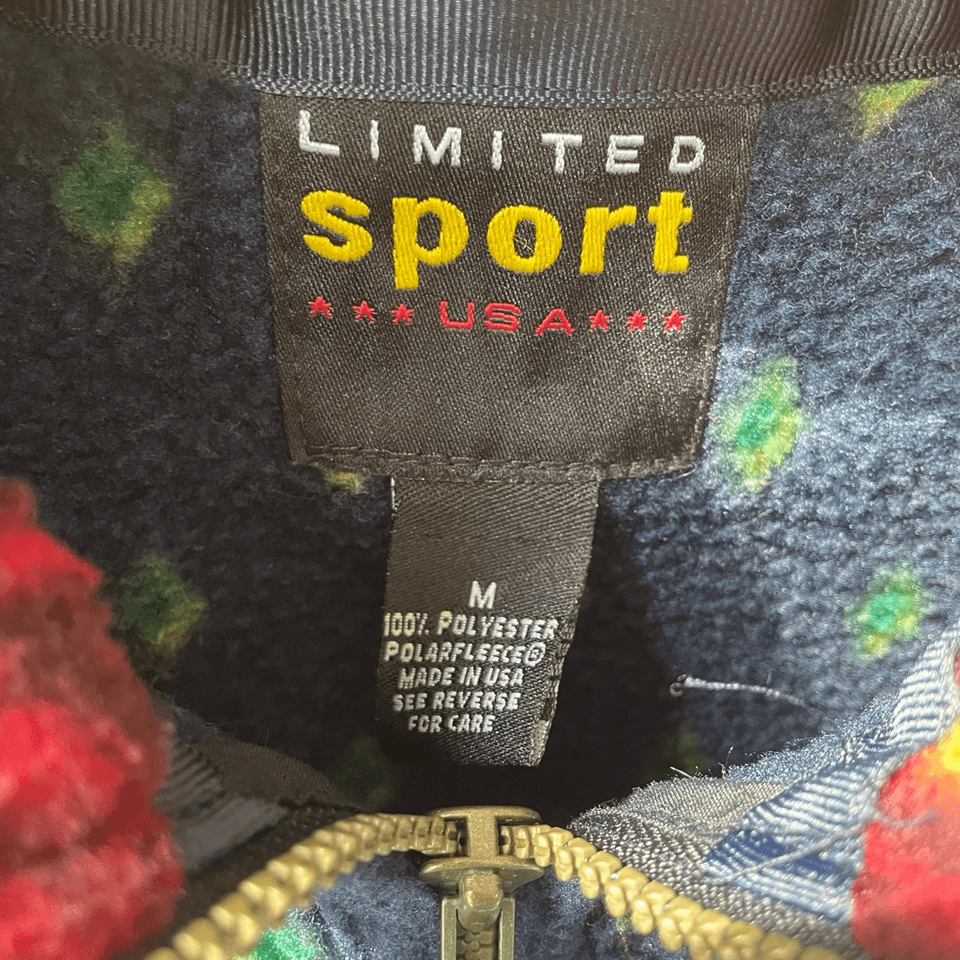 LIMITED
sport
***USA***
M
100% POLYESTER
POLARFLEECE®
MADE IN USA
SEE REVERSE
FOR CARE